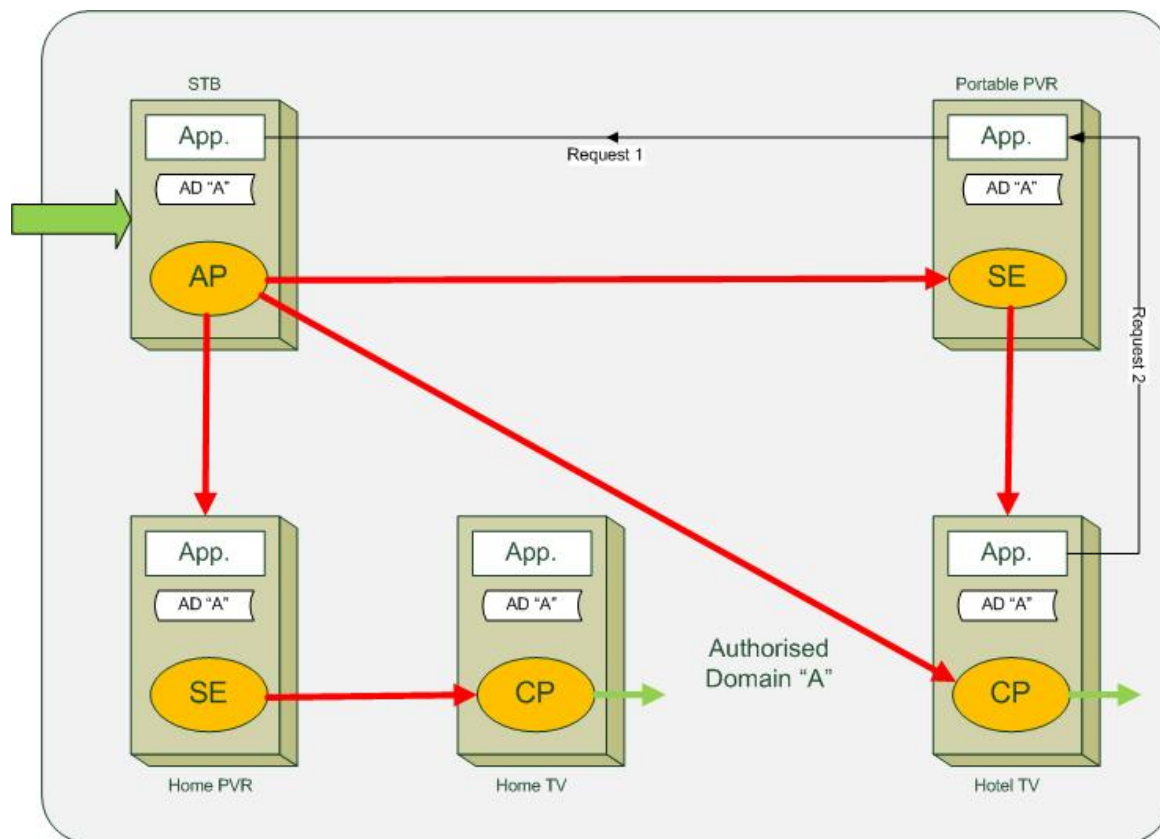 STB
Portable PVR
App.
App.
Request 1
AD “A”
AD “A”
AP
SE
Request 2
App.
App.
App.
AD “A”
AD “A”
AD “A”
Authorised
Domain “A”
SE
CP
CP
Home PVR
Home TV
Hotel TV